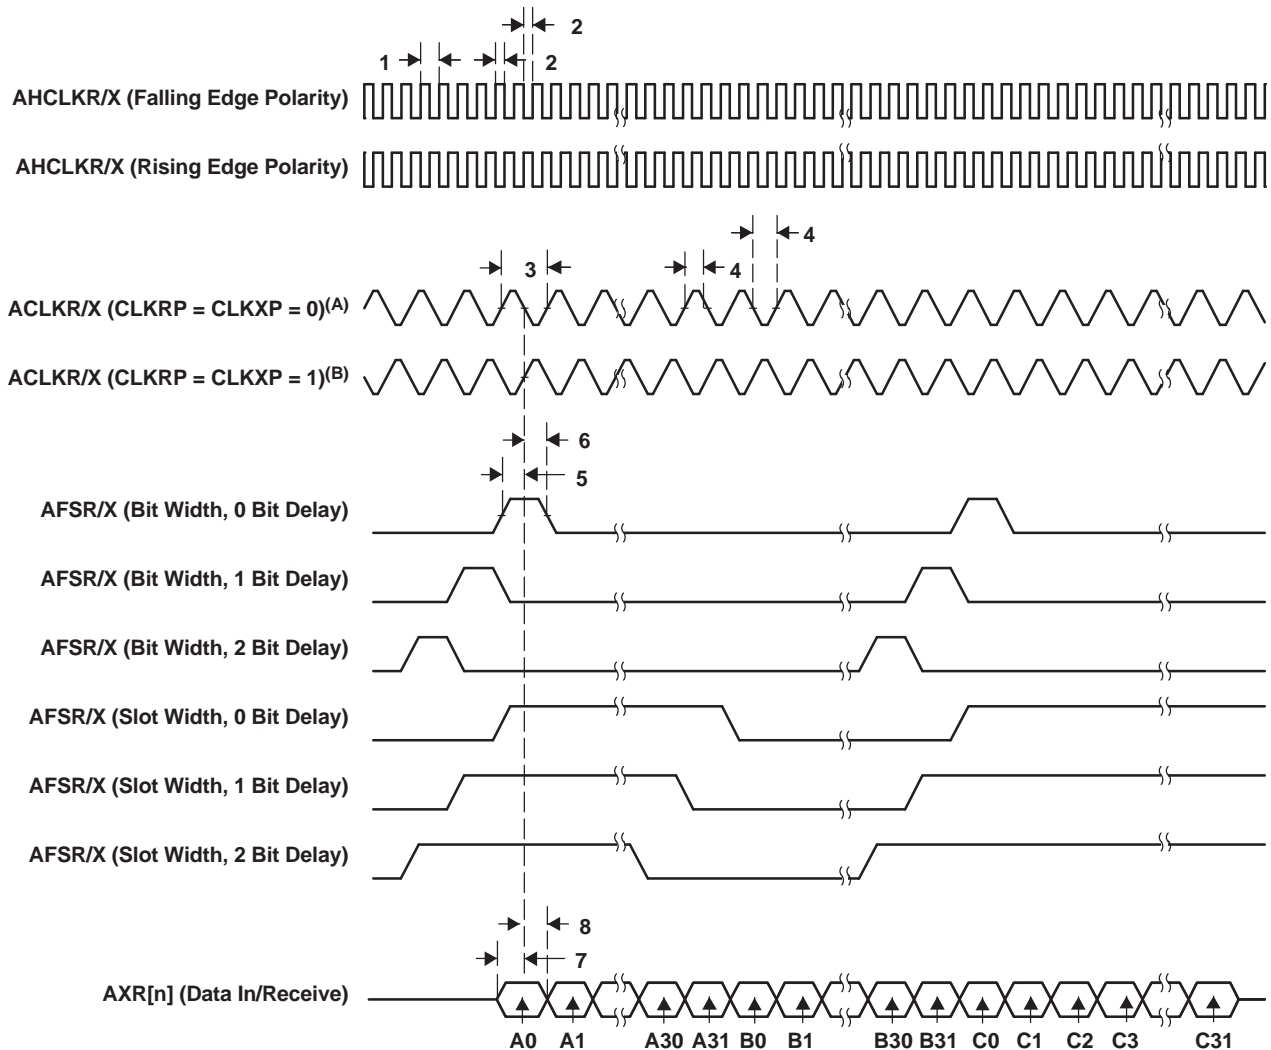 2
1
2
AHCLKR/X (Falling Edge Polarity)
AHCLKR/X (Rising Edge Polarity)
4
3
4
ACLKR/X (CLKRP = CLKXP = 0)(A)
ACLKR/X (CLKRP = CLKXP = 1)(B)
6
5
AFSR/X (Bit Width, 0 Bit Delay)
AFSR/X (Bit Width, 1 Bit Delay)
AFSR/X (Bit Width, 2 Bit Delay)
AFSR/X (Slot Width, 0 Bit Delay)
AFSR/X (Slot Width, 1 Bit Delay)
AFSR/X (Slot Width, 2 Bit Delay)
8
7
AXR[n] (Data In/Receive)
A0 A1 A30 A31 B0 B1 B30 B31 C0 C1 C2 C3 C31